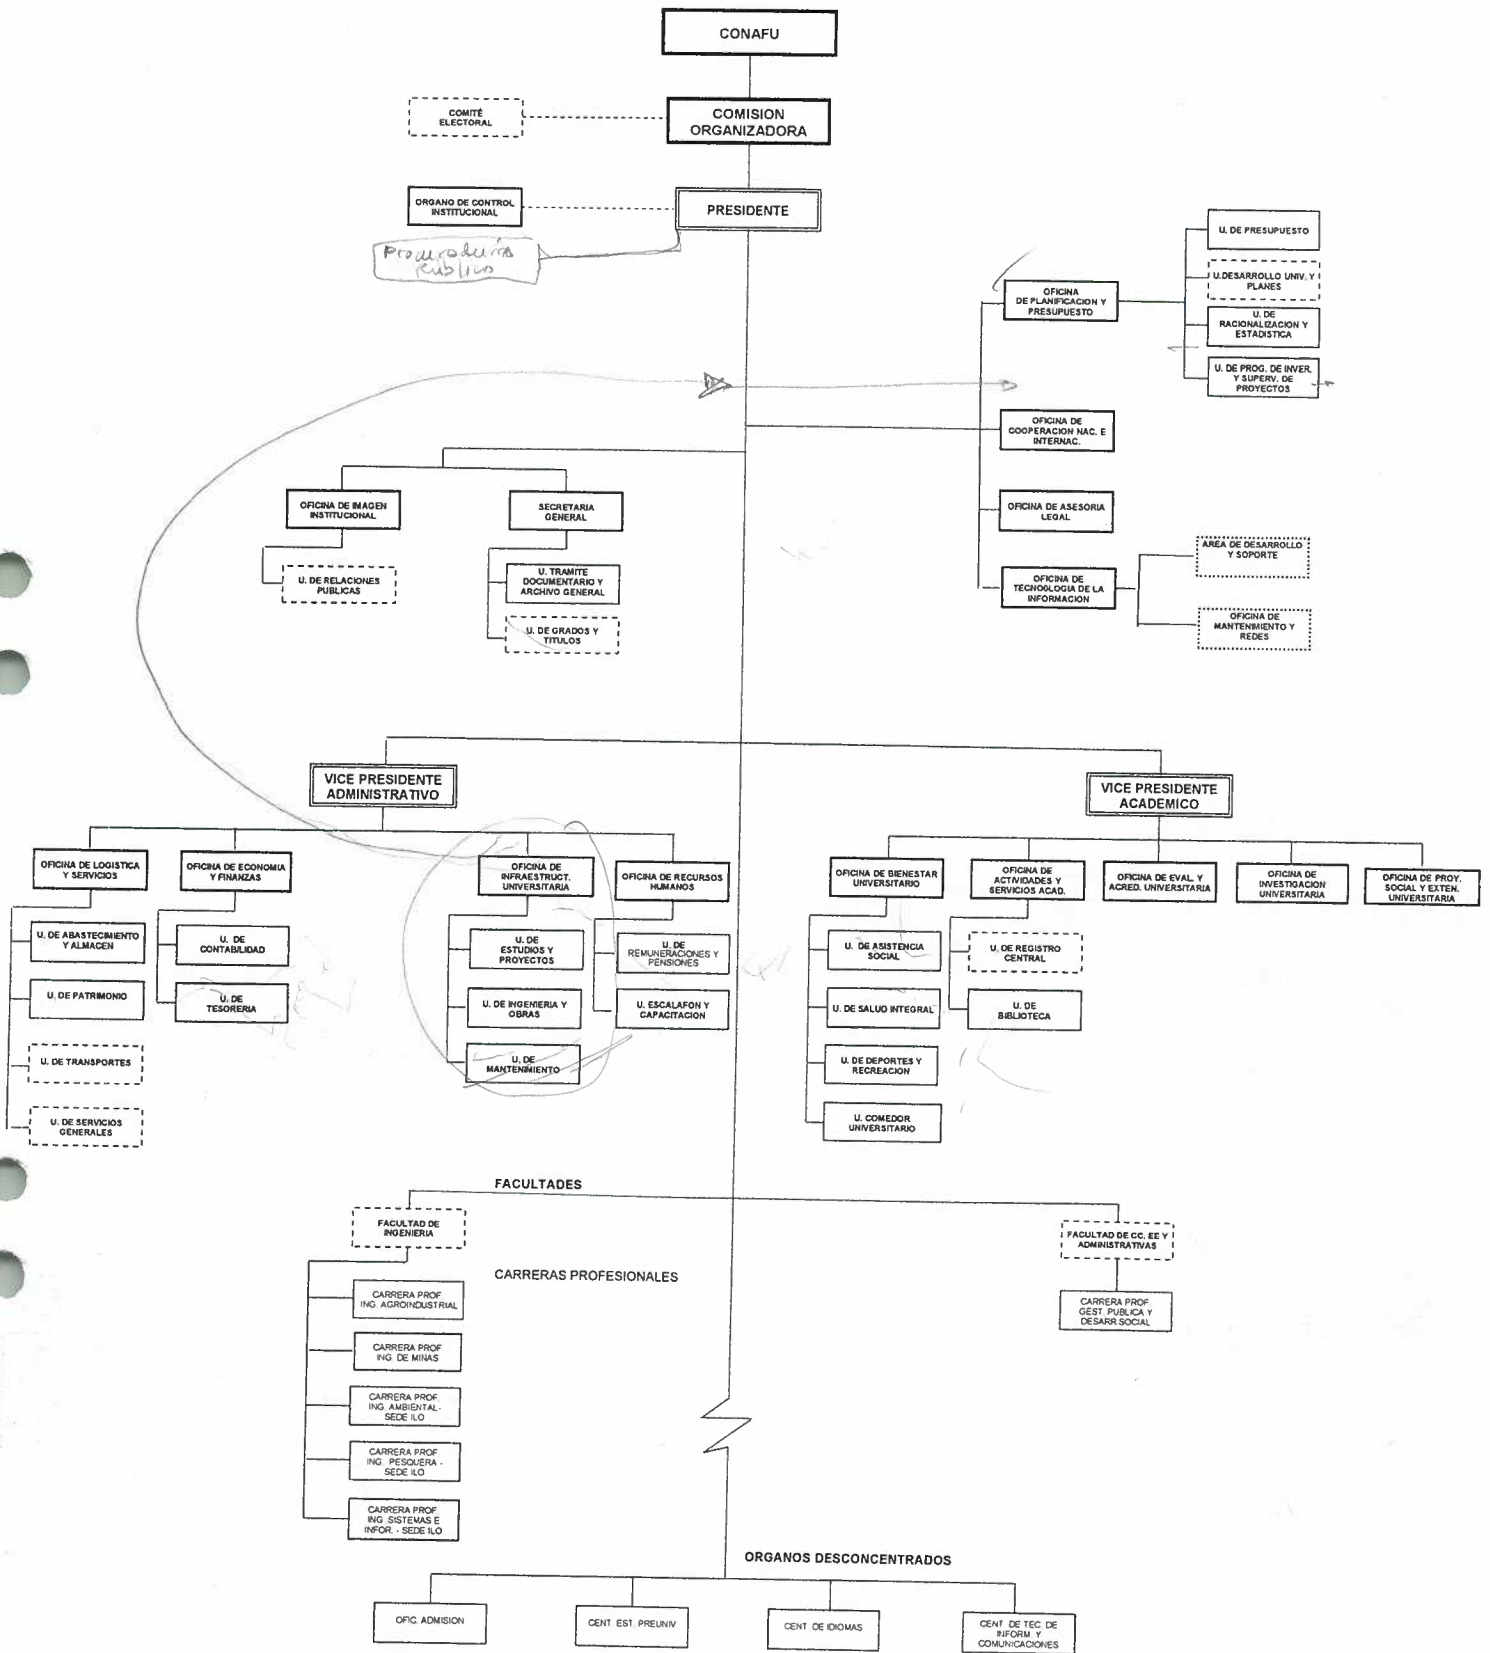 CONAFU
COMITÉ
ELECTORAL
COMISION
ORGANIZADORA
ORGANO DE CONTROL
INSTITUCIONAL
PRESIDENTE
Procuraduría
Publica
U. DE PRESUPUESTO
U.DESARROLLO UNIV. Y
PLANES
OFICINA
DE PLANIFICACION Y
PRESUPUESTO
U. DE
RACIONALIZACION Y
ESTADISTICA
U. DE PROG. DE INVER.
Y SUPERV. DE
PROYECTOS
OFICINA DE
COOPERACION NAC. E
INTERNAC.
OFICINA DE IMAGEN
INSTITUCIONAL
SECRETARIA
GENERAL
OFICINA DE ASESORIA
LEGAL
U. DE RELACIONES
PUBLICAS
U. TRAMITE
DOCUMENTARIO Y
ARCHIVO GENERAL
U. DE GRADOS Y
TITULOS
OFICINA DE
TECNOOLOGIA DE LA
INFORMACION
AREA DE DESARROLLO
Y SOPORTE
OFICINA DE
MANTENIMIENTO Y
REDES
VICE PRESIDENTE
ADMINISTRATIVO
VICE PRESIDENTE
ACADEMICO
OFICINA DE LOGISTICA
Y SERVICIOS
OFICINA DE ECONOMIA
Y FINANZAS
OFICINA DE
INFRAESTRUCT.
UNIVERSITARIA
OFICINA DE RECURSOS
HUMANOS
OFICINA DE BIENESTAR
UNIVERSITARIO
OFICINA DE
ACTIVIDADES Y
SERVICIOS ACAD.
OFICINA DE EVAL. Y
ACRED. UNIVERSITARIA
OFICINA DE
INVESTIGACION
UNIVERSITARIA
OFICINA DE PROY.
SOCIAL Y EXTEN.
UNIVERSITARIA
U. DE ABASTECIMIENTO
Y ALMACEN
U. DE
CONTABILIDAD
U. DE
ESTUDIOS Y
PROYECTOS
U. DE
REMUNERACIONES Y
PENSIONES
U. DE ASISTENCIA
SOCIAL
U. DE REGISTRO
CENTRAL
U. DE PATRIMONIO
U. DE
TESORERIA
U. DE INGENIERIA Y
OBRAS
U. ESCALAFON Y
CAPACITACION
U. DE SALUD INTEGRAL
U. DE
BIBLIOTECA
U. DE TRANSPORTES
U. DE
MANTENIMIENTO
U. DE DEPORTES Y
RECREACION
U. DE SERVICIOS
GENERALES
U. COMEDOR
UNIVERSITARIO
FACULTADES
FACULTAD DE
INGENIERIA
FACULTAD DE CC. EE Y
ADMINISTRATIVAS
CARRERAS PROFESIONALES
CARRERA PROF
ING. AGROINDUSTRIAL
CARRERA PROF
GEST. PUBLICA Y
DESARR.SOCIAL
CARRERA PROF
ING. DE MINAS
CARRERA PROF.
ING. AMBIENTAL-
SEDE ILO
CARRERA PROF
ING. PESQUERA -
SEDE ILO
CARRERA PROF.
ING SISTEMAS E
INFOR. - SEDE ILO
ORGANOS DESCONCENTRADOS
OFIC. ADMISION
CENT. EST. PREUNIV
CENT. DE IDIOMAS
CENT. DE TEC. DE
INFORM. Y
COMUNICACIONES